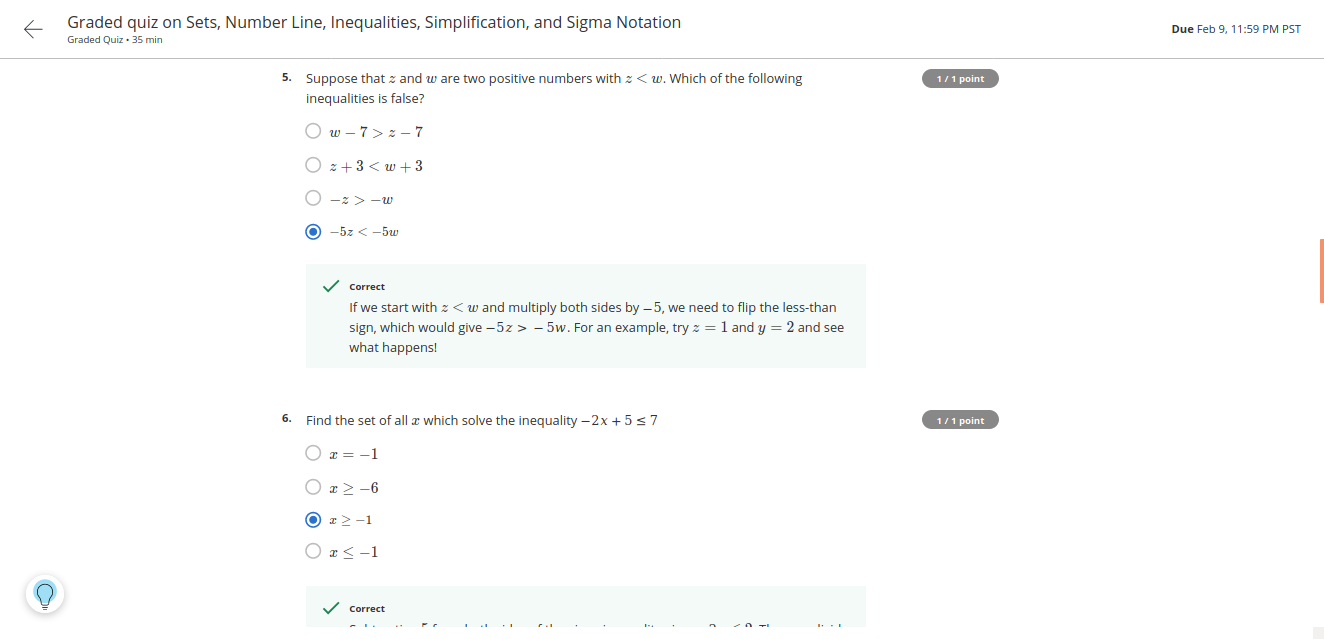 Graded quiz on Sets, Number Line, Inequalities, Simplification, and Sigma Notation
Graded Quiz • 35 min
Due Feb 9, 11:59 PM PST
5. Suppose that z and w are two positive numbers with z < w. Which of the following
inequalities is false?
1 / 1 point
w − 7 > z − 7
z + 3 < w + 3
−z > −w
−5z < −5w
Correct
If we start with z < w and multiply both sides by −5, we need to flip the less-than
sign, which would give −5z > − 5w. For an example, try z = 1 and y = 2 and see
what happens!
6. Find the set of all x which solve the inequality −2x + 5 ≤ 7
1 / 1 point
x = −1
x ≥ −6
x ≥ −1
x ≤ −1
Correct